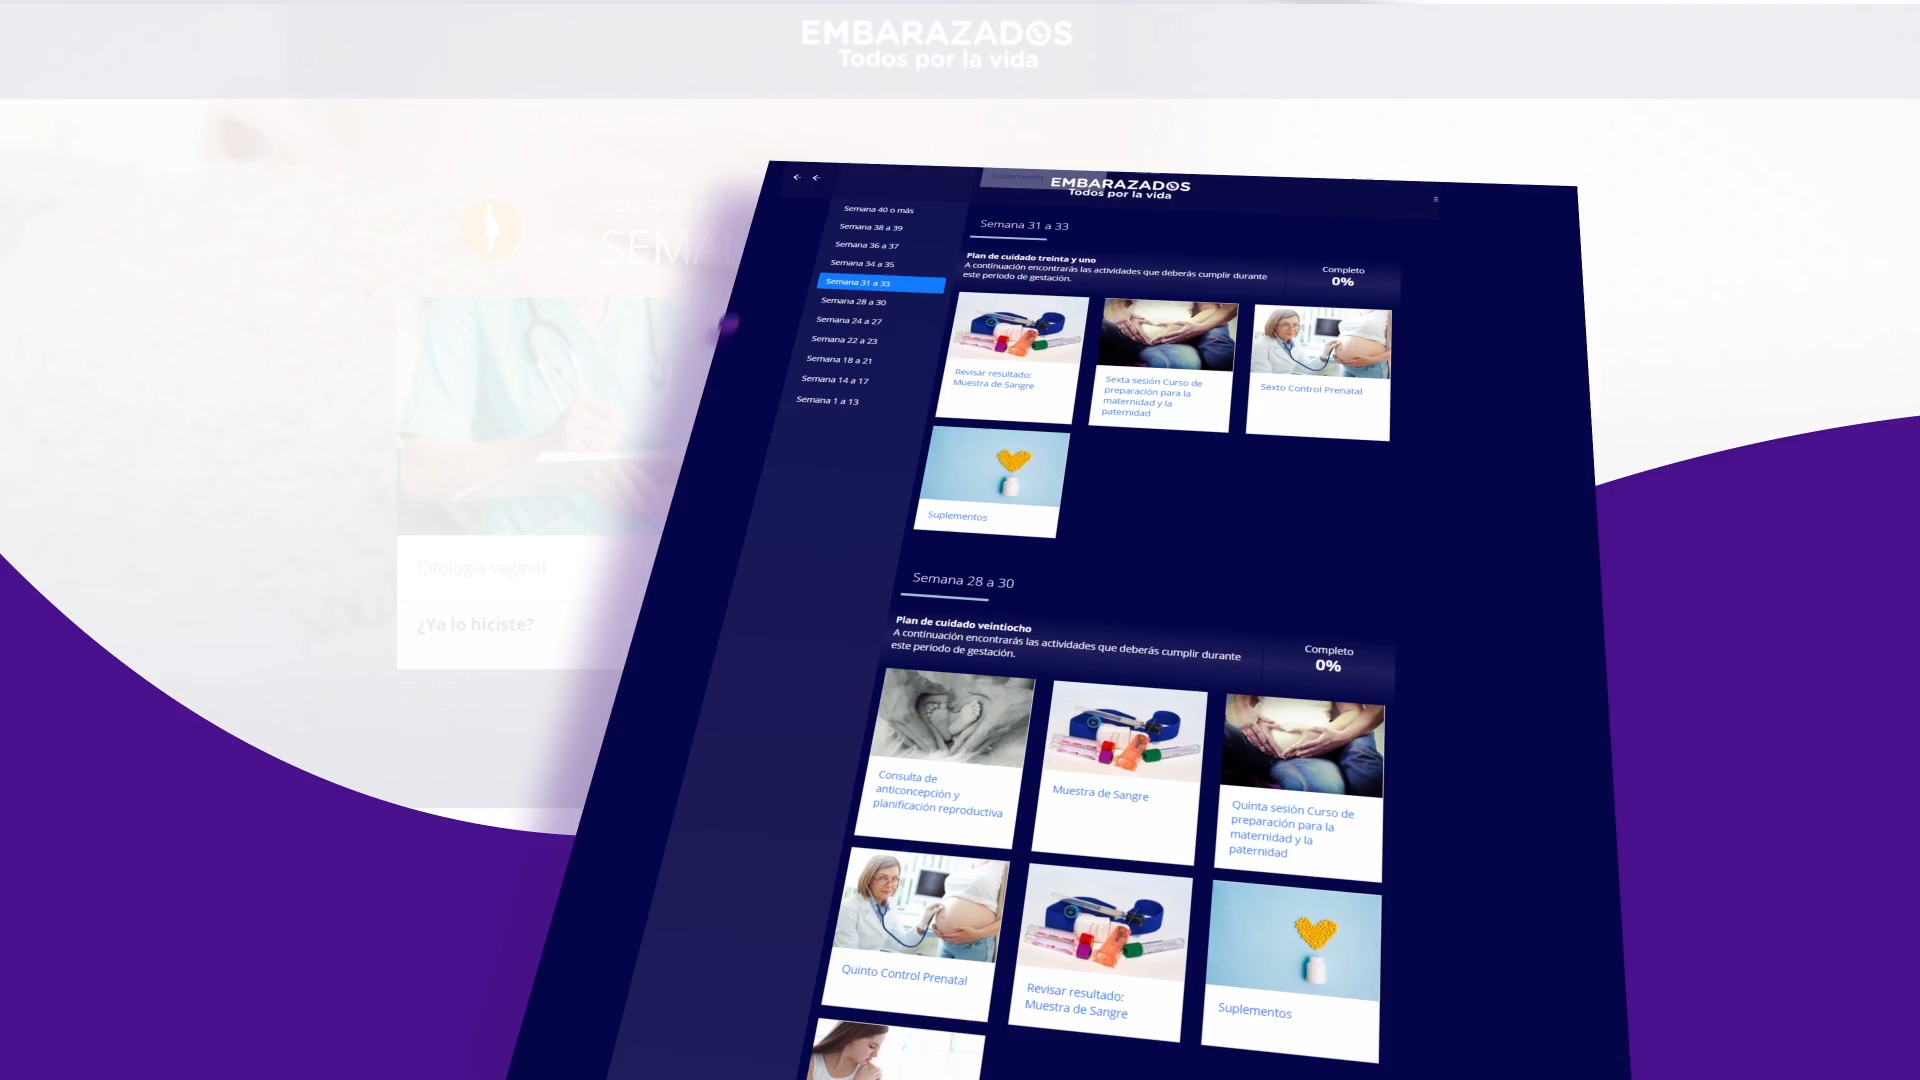 EMBARAZADOS
Todos por la vida
Hola
SEMA
Citología vaginal
¿Ya lo hiciste?
EMBARAZADOS
Todos por la vida
Semana 40 o más
Semana 38 a 39
Semana 36 a 37
Semana 34 a 35
Semana 31 a 33
Semana 28 a 30
Semana 24 a 27
Semana 22 a 23
Semana 18 a 21
Semana 14 a 17
Semana 1 a 13
Semana 31 a 33
Plan de cuidado treinta y uno
A continuación encontrarás las actividades que deberás cumplir durante
este periodo de gestación.
Completo
0%
Revisar resultado:
Muestra de Sangre
Sexta sesión Curso de
preparación para la
maternidad y la
paternidad
Sexto Control Prenatal
Suplementos
Semana 28 a 30
Plan de cuidado veintiocho
A continuación encontrarás las actividades que deberás cumplir durante
este periodo de gestación.
Completo
0%
Consulta de
anticoncepción y
planificación reproductiva
Muestra de Sangre
Quinta sesión Curso de
preparación para la
maternidad y la
paternidad
Quinto Control Prenatal
Revisar resultado:
Muestra de Sangre
Suplementos